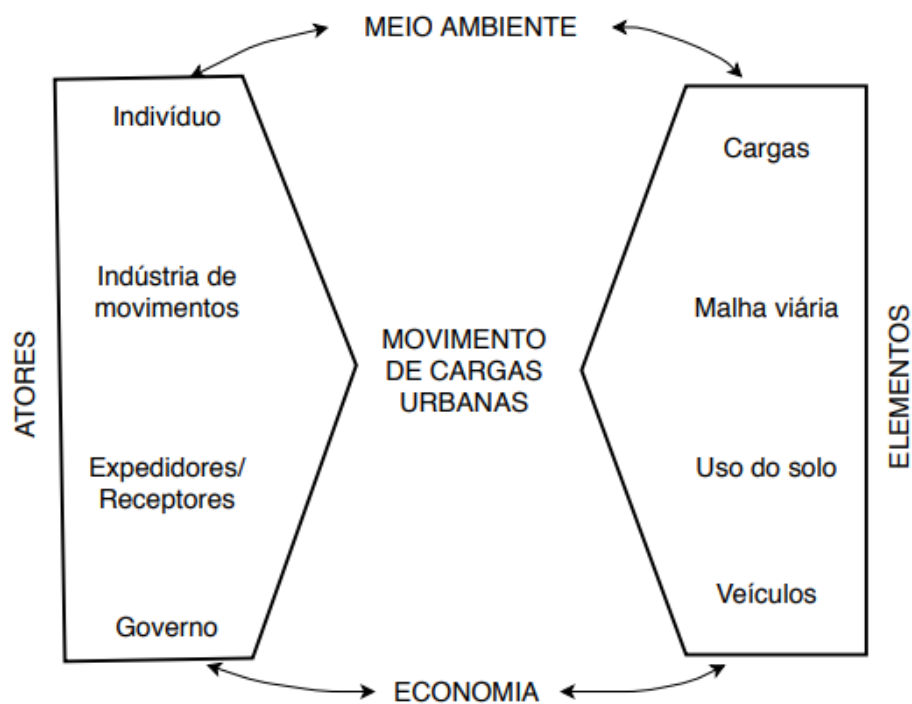 MEIO AMBIENTE
ATORES
Indivíduo
Indústria de
movimentos
Expedidores/
Receptores
Governo
MOVIMENTO
DE CARGAS
URBANAS
Cargas
Malha viária
Uso do solo
Veículos
ELEMENTOS
ECONOMIA